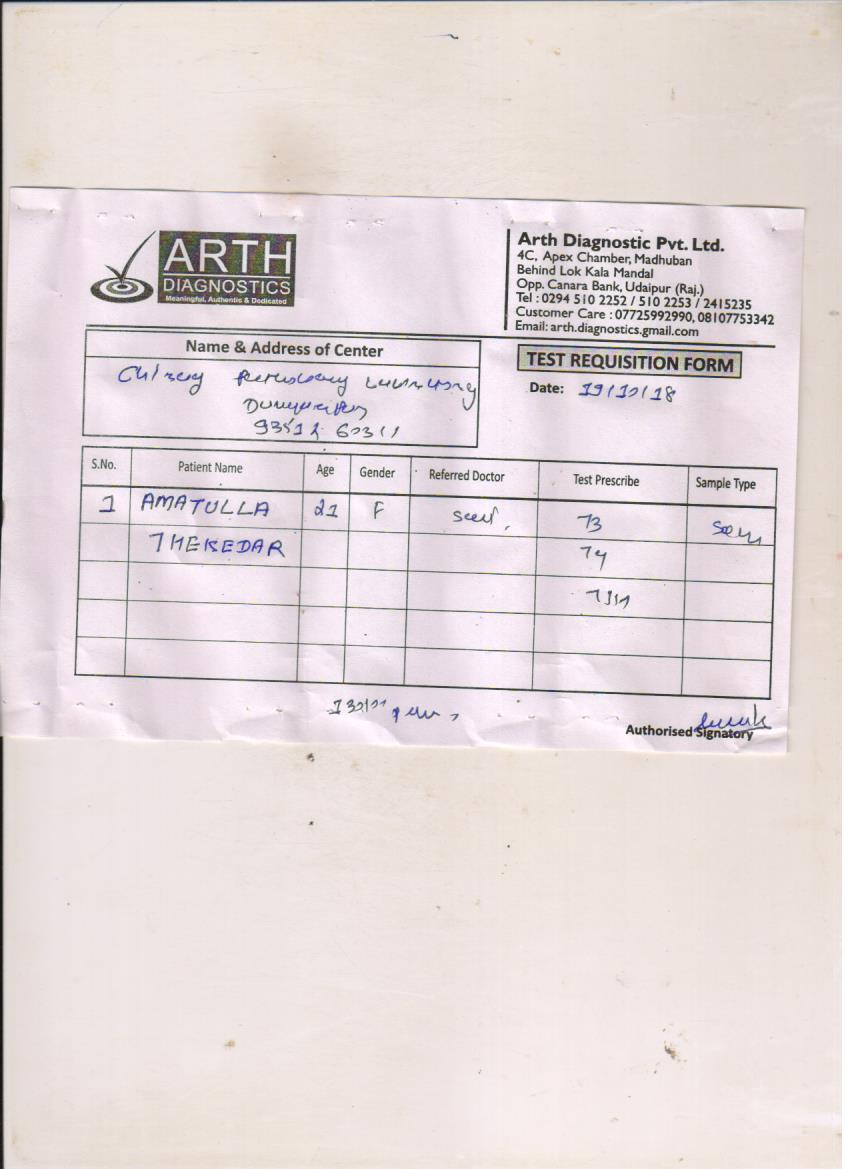 ARTH
DIAGNOSTICS
Meaningful, Authentic & Dedicated
Arth Diagnostic Pvt. Ltd.
4C, Apex Chamber, Madhuban
Behind Lok Kala Mandal
Opp. Canara Bank, Udaipur (Raj.)
Tel : 0294 510 2252 / 510 2253 / 2415235
Customer Care : 07725992990, 08107753342
Email: arth.diagnostics.gmail.com
Name & Address of Center
TEST REQUISITION FORM
Date: 19/10/18
S.No. Patient Name Age Gender Referred Doctor Test Prescribe Sample Type
1 AMATULLA 21 F T3
THEKEDAR T4
TSH
Authorised Signatory